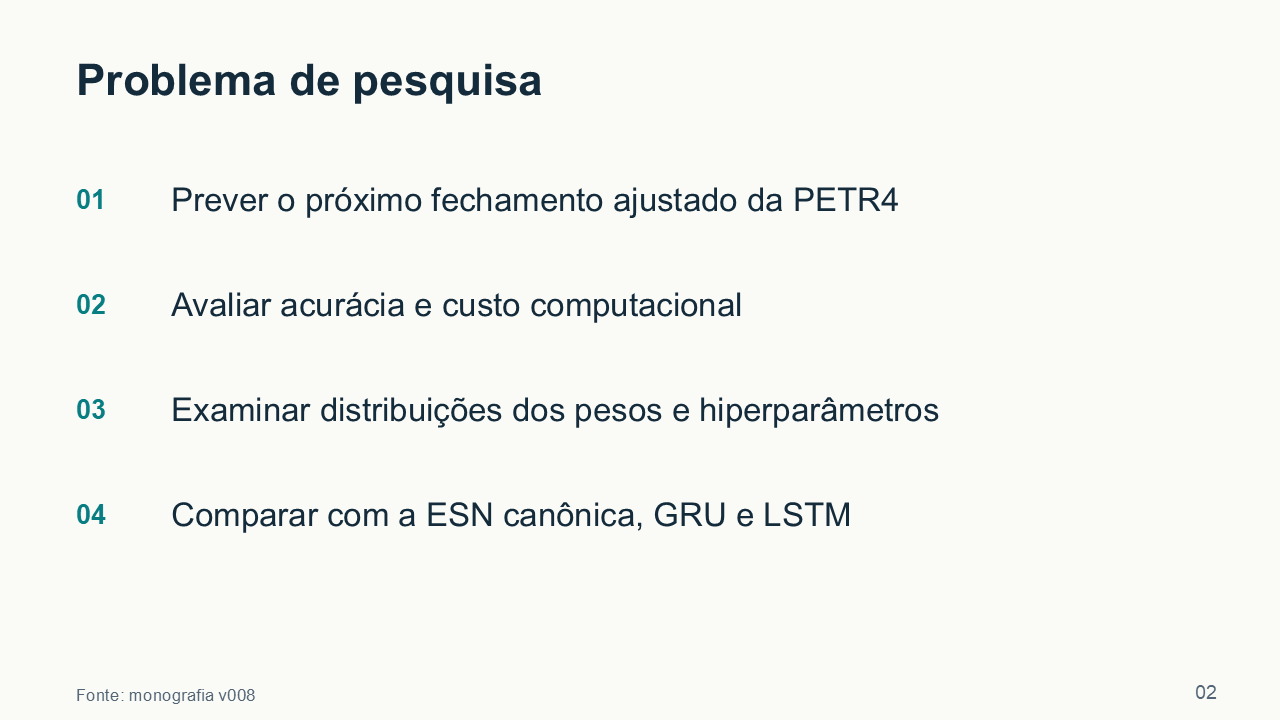 Problema de pesquisa
01 Prever o próximo fechamento ajustado da PETR4
02 Avaliar acurácia e custo computacional
03 Examinar distribuições dos pesos e hiperparâmetros
04 Comparar com a ESN canônica, GRU e LSTM
Fonte: monografia v008
02